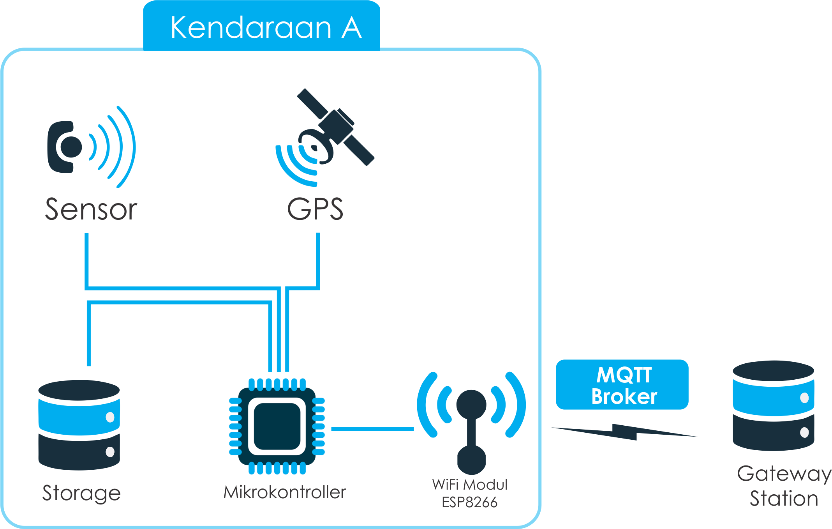 Kendaraan A
Sensor
GPS
MQTT
Broker
Storage
Mikrokontroller
WiFi Modul
ESP8266
Gateway
Station